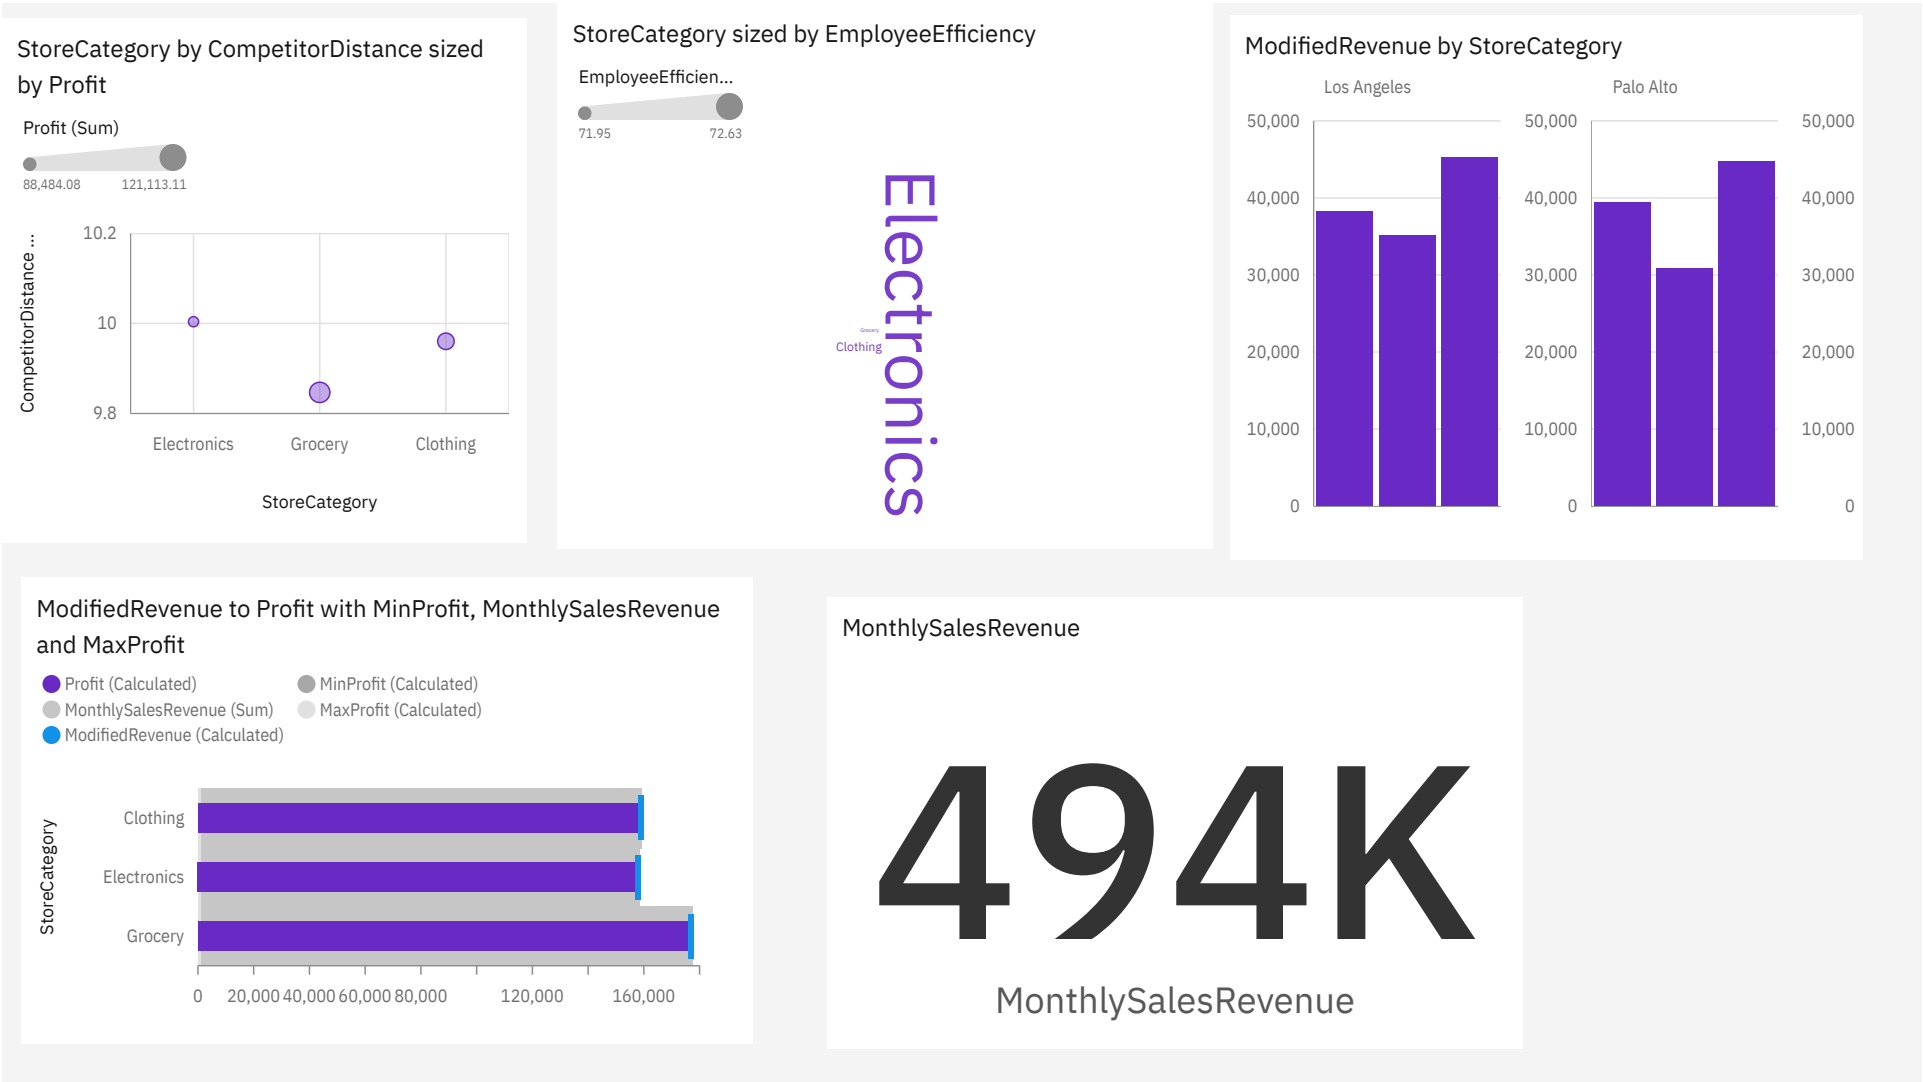 StoreCategory by CompetitorDistance sized
by Profit
Profit (Sum)
88,484.08 121,113.11
CompetitorDistance ...
10.2
10
9.8
Electronics Grocery Clothing
StoreCategory
StoreCategory sized by EmployeeEfficiency
EmployeeEfficien...
71.95 72.63
Electronics
Grocery
Clothing
ModifiedRevenue by StoreCategory
Los Angeles Palo Alto
50,000 50,000 50,000
40,000 40,000 40,000
30,000 30,000 30,000
20,000 20,000 20,000
10,000 10,000 10,000
0 0 0
ModifiedRevenue to Profit with MinProfit, MonthlySalesRevenue
and MaxProfit
Profit (Calculated) MinProfit (Calculated)
MonthlySalesRevenue (Sum) MaxProfit (Calculated)
ModifiedRevenue (Calculated)
StoreCategory
Clothing
Electronics
Grocery
0 20,000 40,000 60,000 80,000 120,000 160,000
MonthlySalesRevenue
494K
MonthlySalesRevenue